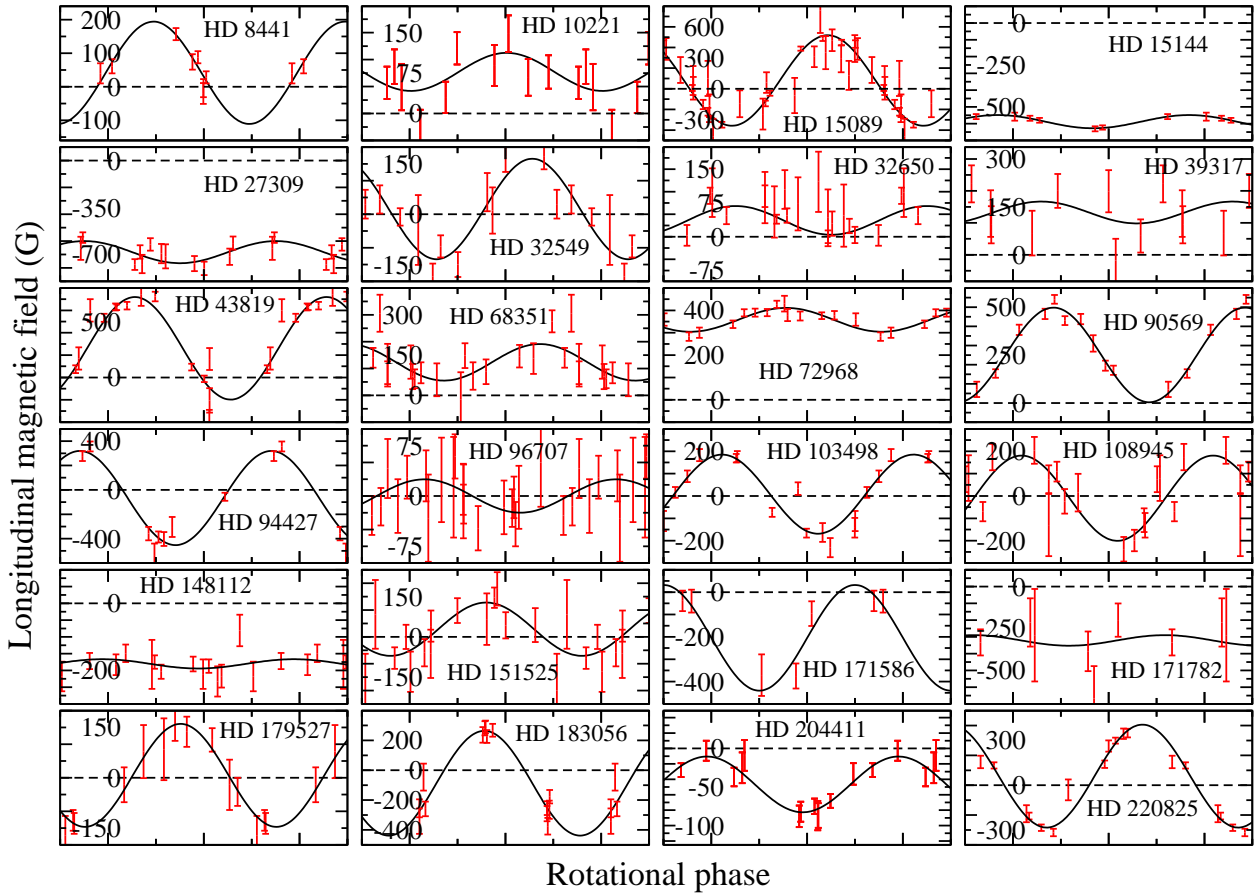 Longitudinal magnetic field (G)
200
100
0
-100
HD 8441
150
75
0
HD 10221
600
300
0
-300
HD 15089
0
-250
-500
HD 15144
0
-350
-700
HD 27309
150
0
-150
HD 32549
150
75
0
-75
HD 32650
300
150
0
HD 39317
500
0
HD 43819
300
150
0
HD 68351
400
200
0
HD 72968
500
250
0
HD 90569
400
0
-400
HD 94427
75
0
-75
HD 96707
200
0
-200
HD 103498
200
0
-200
HD 108945
0
-200
HD 148112
150
0
-150
HD 151525
0
-200
-400
HD 171586
0
-250
-500
HD 171782
150
0
-150
HD 179527
200
0
-200
-400
HD 183056
0
-50
-100
HD 204411
300
0
-300
HD 220825
Rotational phase